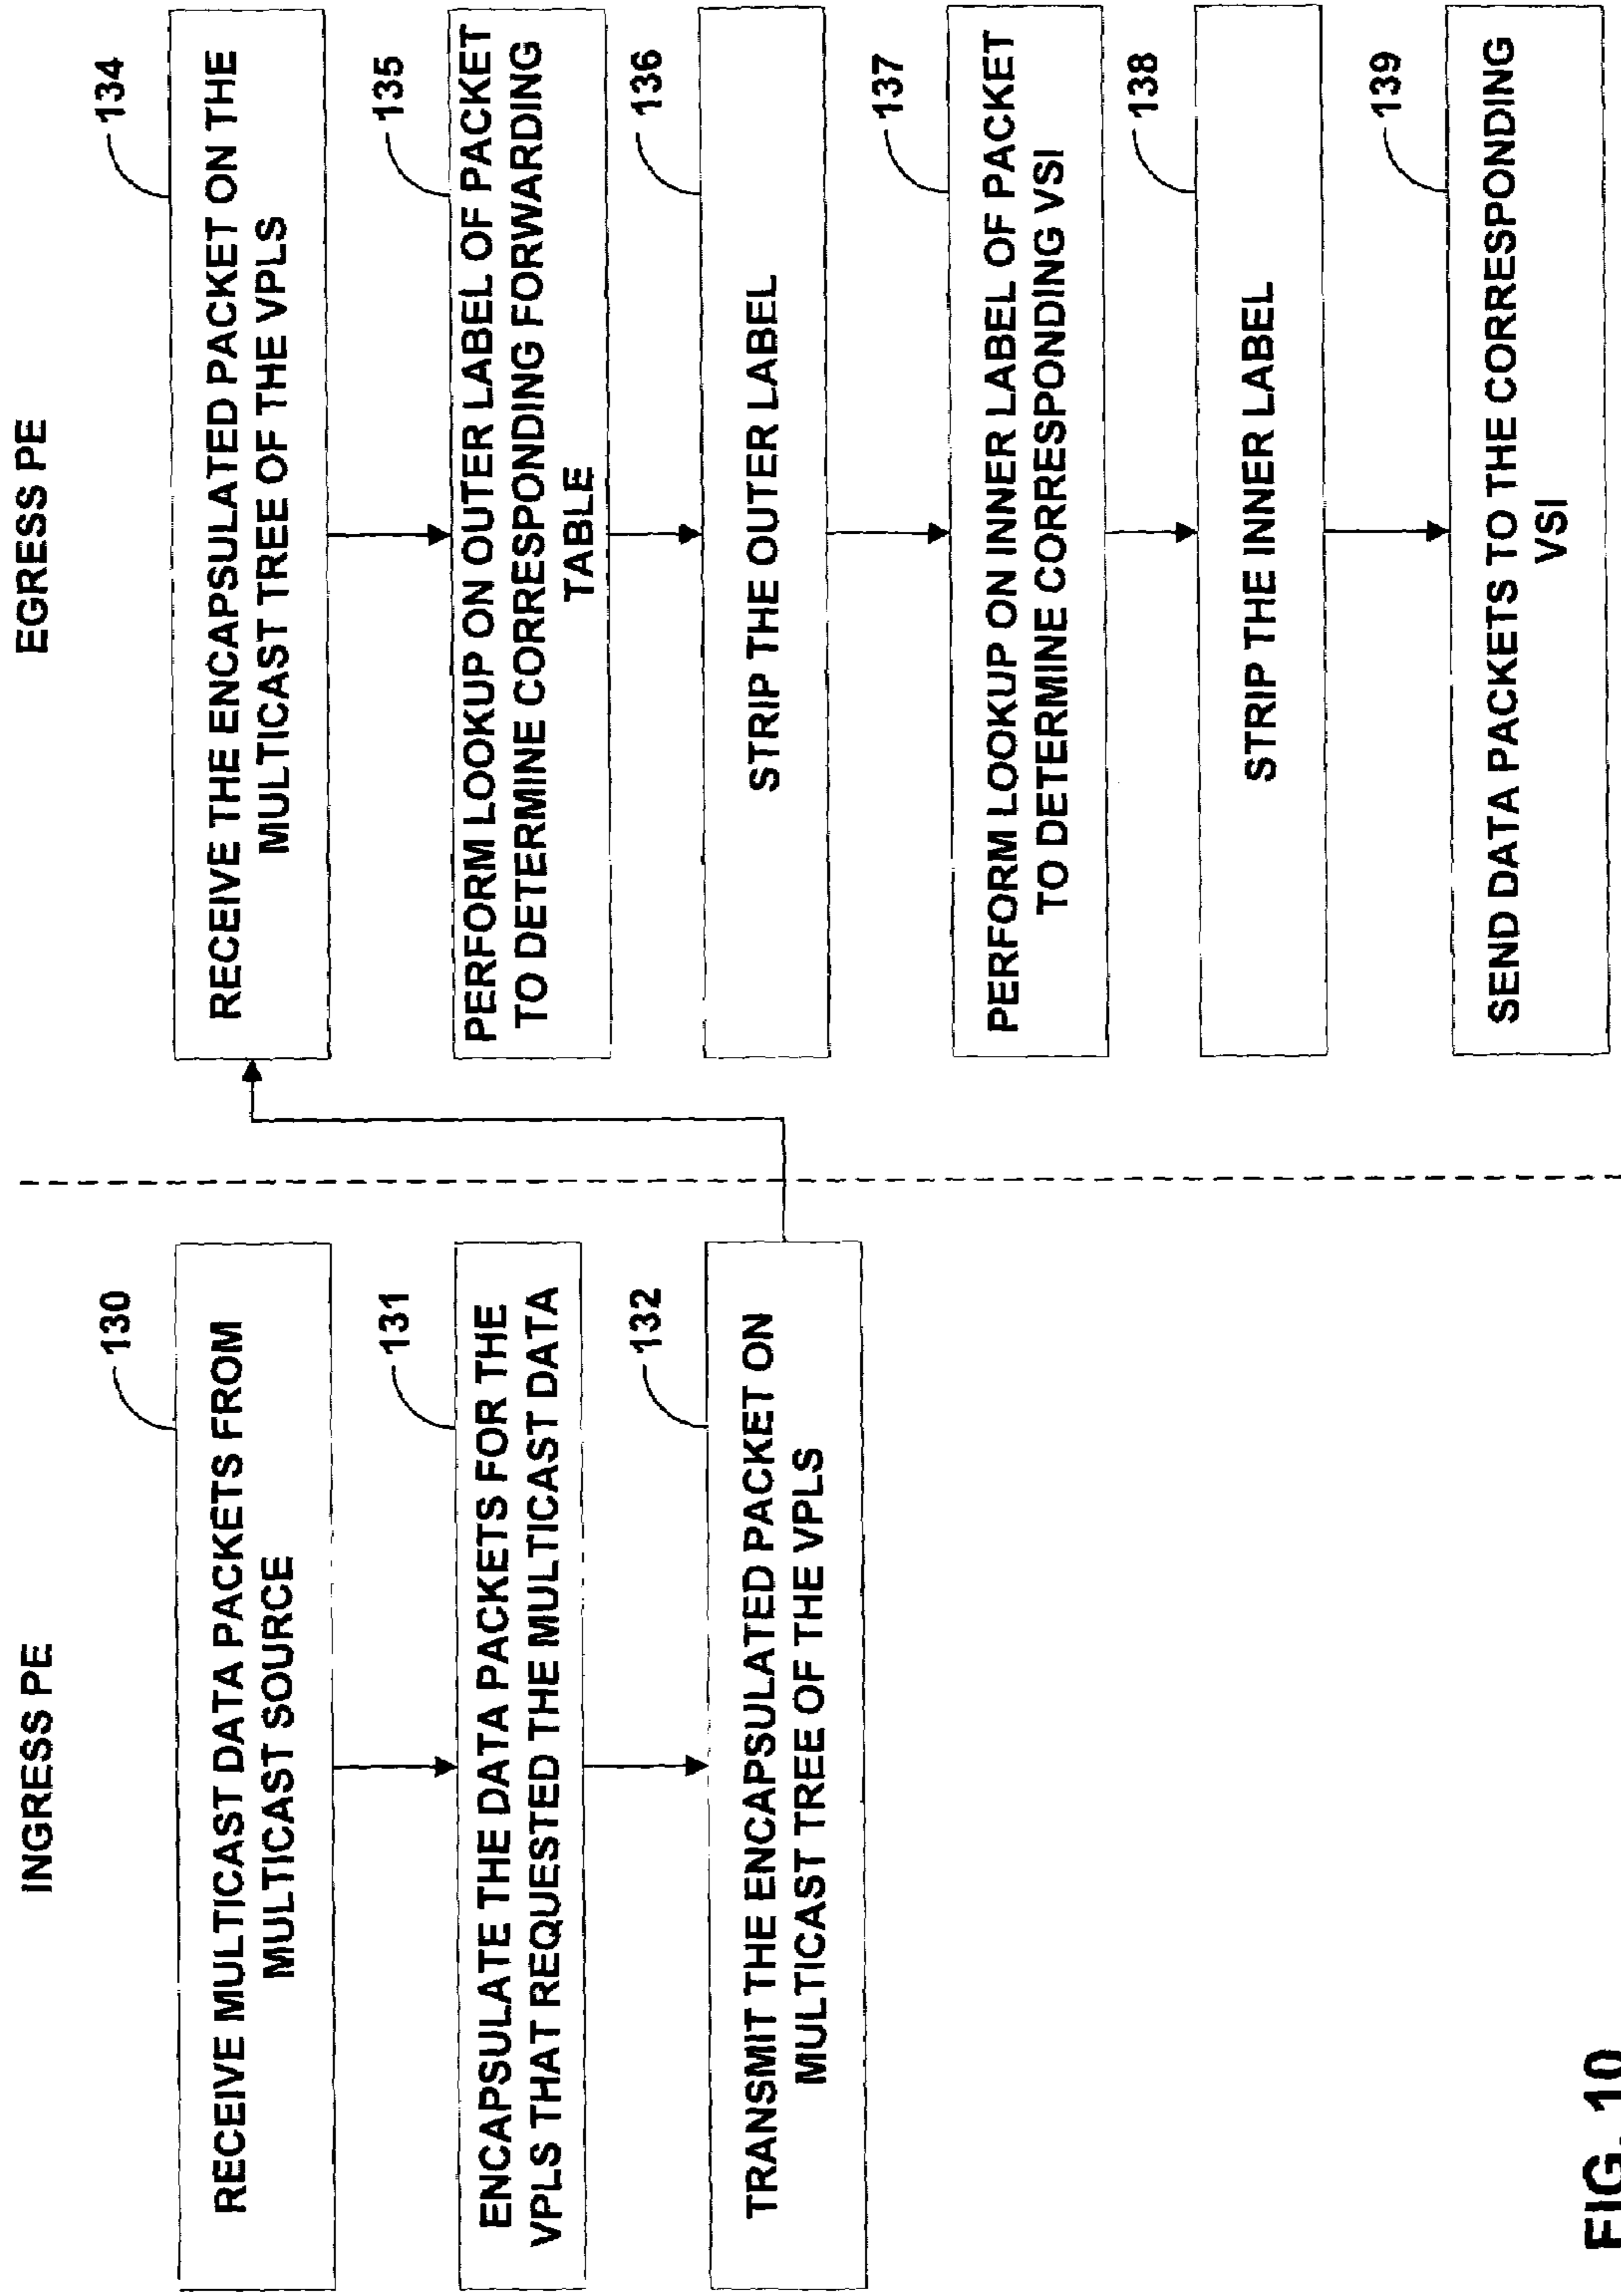 INGRESS PE
130
RECEIVE MULTICAST DATA PACKETS FROM
MULTICAST SOURCE
131
ENCAPSULATE THE DATA PACKETS FOR THE
VPLS THAT REQUESTED THE MULTICAST DATA
132
TRANSMIT THE ENCAPSULATED PACKET ON
MULTICAST TREE OF THE VPLS
EGRESS PE
134
RECEIVE THE ENCAPSULATED PACKET ON THE
MULTICAST TREE OF THE VPLS
135
PERFORM LOOKUP ON OUTER LABEL OF PACKET
TO DETERMINE CORRESPONDING FORWARDING
TABLE
136
STRIP THE OUTER LABEL
137
PERFORM LOOKUP ON INNER LABEL OF PACKET
TO DETERMINE CORRESPONDING VSI
138
STRIP THE INNER LABEL
139
SEND DATA PACKETS TO THE CORRESPONDING
VSI
FIG. 10